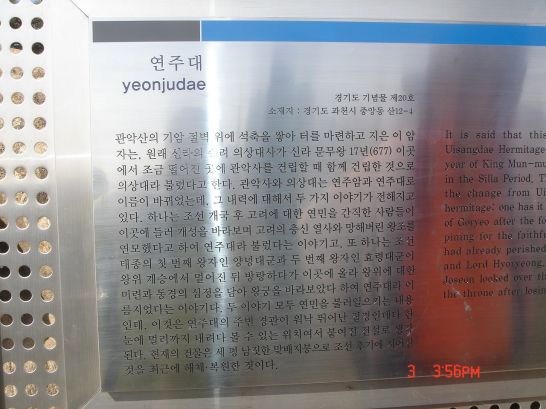 연주대
yeonjudae
경기도 기념물 제20호
소재지 : 경기도 과천시 중앙동 산12-4
관악산의 기암 절벽 위에 석축을 쌓아 터를 마련하고 지은 이 암
자는, 원래 신라의 승려 의상대사가 신라 문무왕 17년(677) 이곳
에서 조금 떨어진 곳에 관악사를 건립할 때 함께 건립한 것으로
의상대라 불렀다고 한다. 관악사와 의상대는 연주암과 연주대로
이름이 바뀌었는데, 그 내력에 대해서 두 가지 이야기가 전해지고
있다. 하나는 조선 개국 후 고려에 대한 연민을 간직한 사람들이
이곳에 들러 개성을 바라보며 고려의 충신 열사와 망해버린 왕조를
연모했다고 하여 연주대라 불렀다는 이야기고, 또 하나는 조선
태종의 첫 번째 왕자인 양녕대군과 두 번째 왕자인 효령대군이
왕위 계승에서 멀어진 뒤 방랑하다가 이곳에 올라 왕위에 대한
미련과 동경의 심정을 담아 왕궁을 바라보았다 하여 연주대라 이
름지었다는 이야기다. 두 이야기 모두 연민을 불러일으키는 내용
인데, 이것은 연주대의 주변 경관이 워낙 뛰어난 절경인데다 한
눈에 멀리까지 내려다 볼 수 있는 위치여서 붙여진 전설로 생각
된다. 현재의 건물은 세 평 남짓한 맞배지붕으로 조선 후기에 지어진
것을 최근에 해체·복원한 것이다.
It is said that this
Uisangdae Hermitage
year of King Mun-mu
in the Silla Period. T
the change from Ui
hermitage: one has it
of Goryeo after the fo
pining for the faithfu
had already perished
and Lord Hyoryeong,
Joseon looked over th
the throne after losin
3 3:56PM